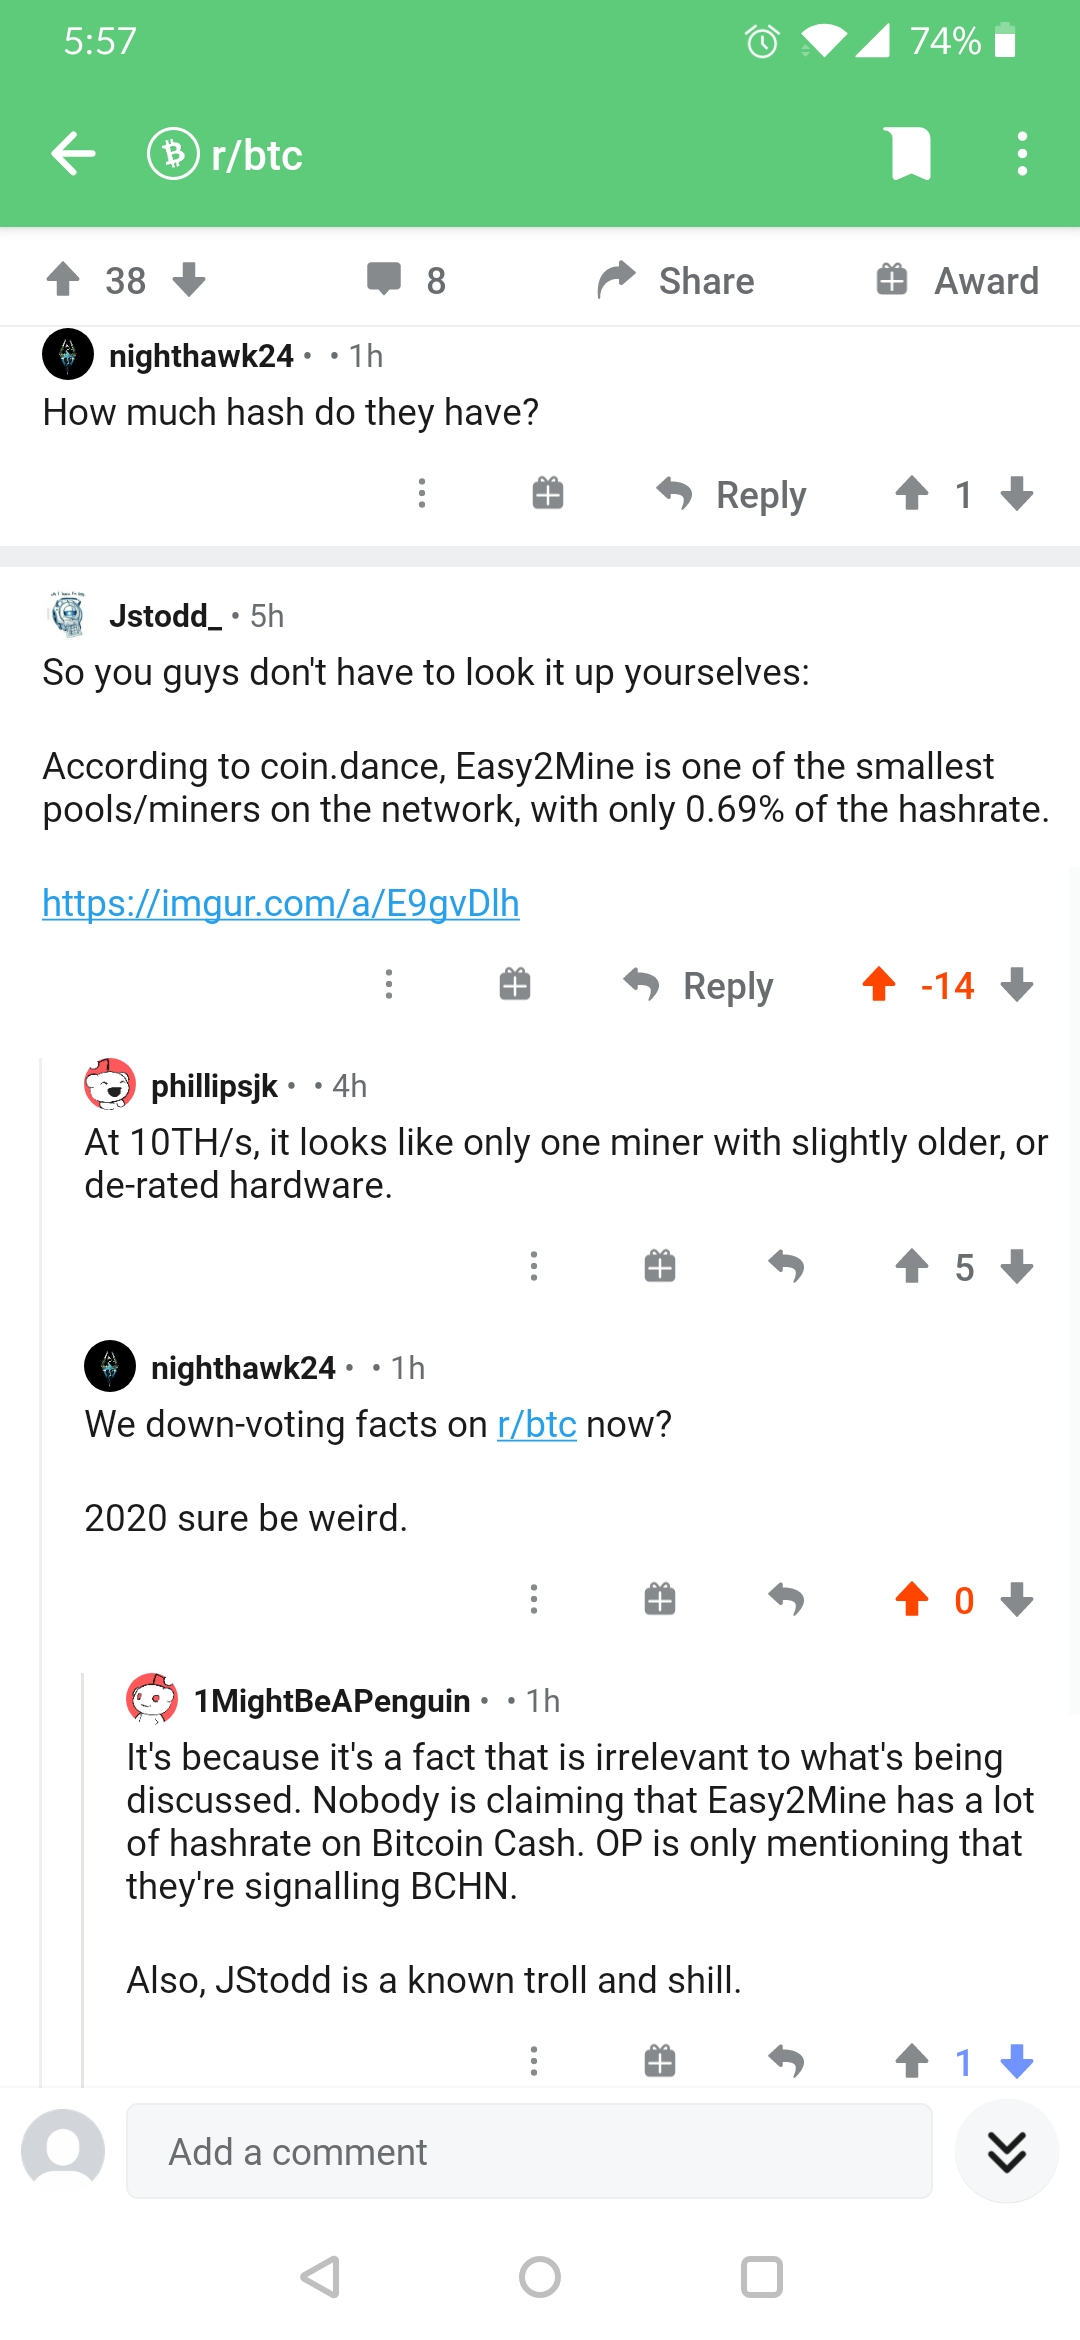 5:57
74%
r/btc
38
8
Share
Award
nighthawk24 • • 1h
How much hash do they have?
Reply
1
Jstodd_ • 5h
So you guys don't have to look it up yourselves:
According to coin.dance, Easy2Mine is one of the smallest
pools/miners on the network, with only 0.69% of the hashrate.
https://imgur.com/a/E9gvDlh
Reply
-14
phillipsjk • • 4h
At 10TH/s, it looks like only one miner with slightly older, or
de-rated hardware.
5
nighthawk24 • • 1h
We down-voting facts on r/btc now?
2020 sure be weird.
0
1MightBeAPenguin • • 1h
It's because it's a fact that is irrelevant to what's being
discussed. Nobody is claiming that Easy2Mine has a lot
of hashrate on Bitcoin Cash. OP is only mentioning that
they're signalling BCHN.
Also, JStodd is a known troll and shill.
1
Add a comment